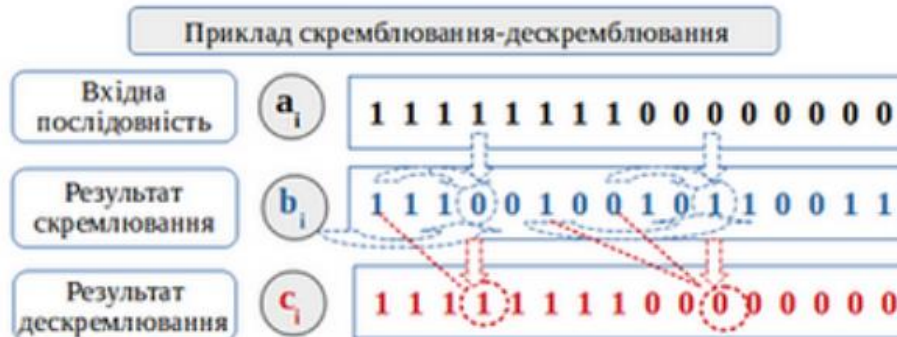 Приклад скремблювання-дескремблювання
Вхідна
послідовність
a i
1 1 1 1 1 1 1 1 0 0 0 0 0 0 0 0
Результат
скремлювання
b i
1 1 1 0 0 1 0 0 1 0 1 1 0 0 1 1
Результат
дескремлювання
c i
1 1 1 1 1 1 1 1 0 0 0 0 0 0 0 0